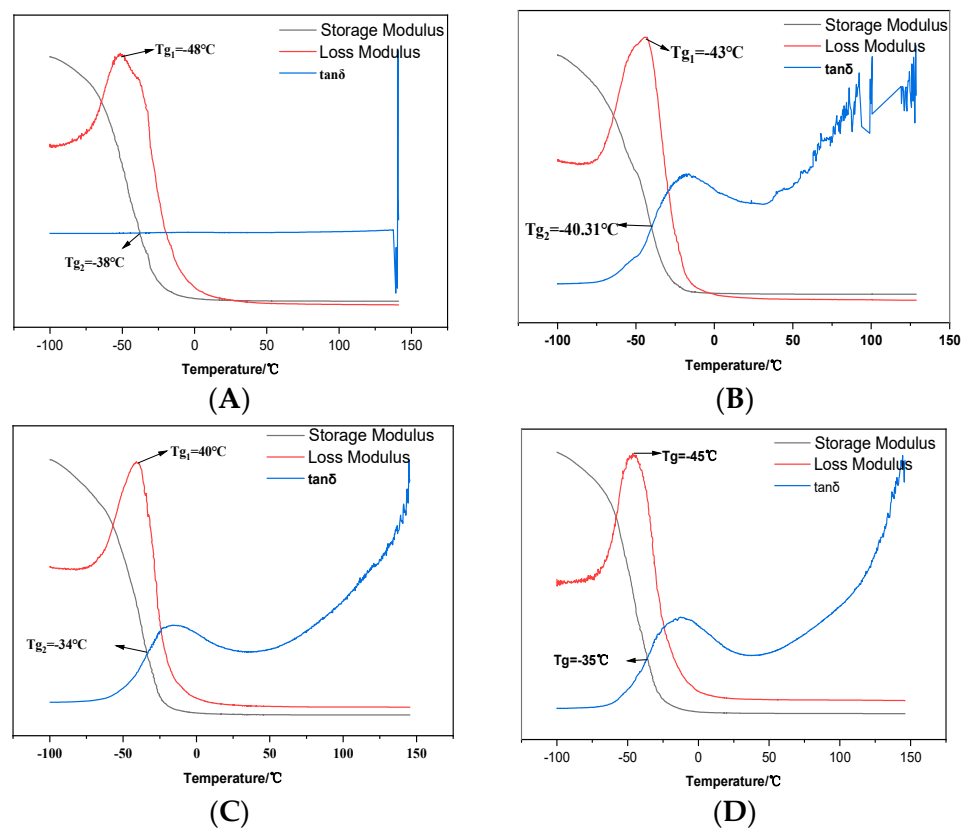 Tg₁=-48℃
Storage Modulus
Loss Modulus
tanδ
Tg₂=-38℃
-100 -50 0 50 100 150
Temperature/℃
(A)
Storage Modulus
Loss Modulus
tanδ
Tg₁=-43℃
Tg₂=-40.31℃
-100 -50 0 50 100 150
Temperature/℃
(B)
Tg₁=40℃
Storage Modulus
Loss Modulus
tanδ
Tg₂=-34℃
-100 -50 0 50 100 150
Temperature/℃
(C)
Tg=-45℃
Storage Modulus
Loss Modulus
tanδ
Tg=-35℃
-100 -50 0 50 100 150
Temperature/℃
(D)